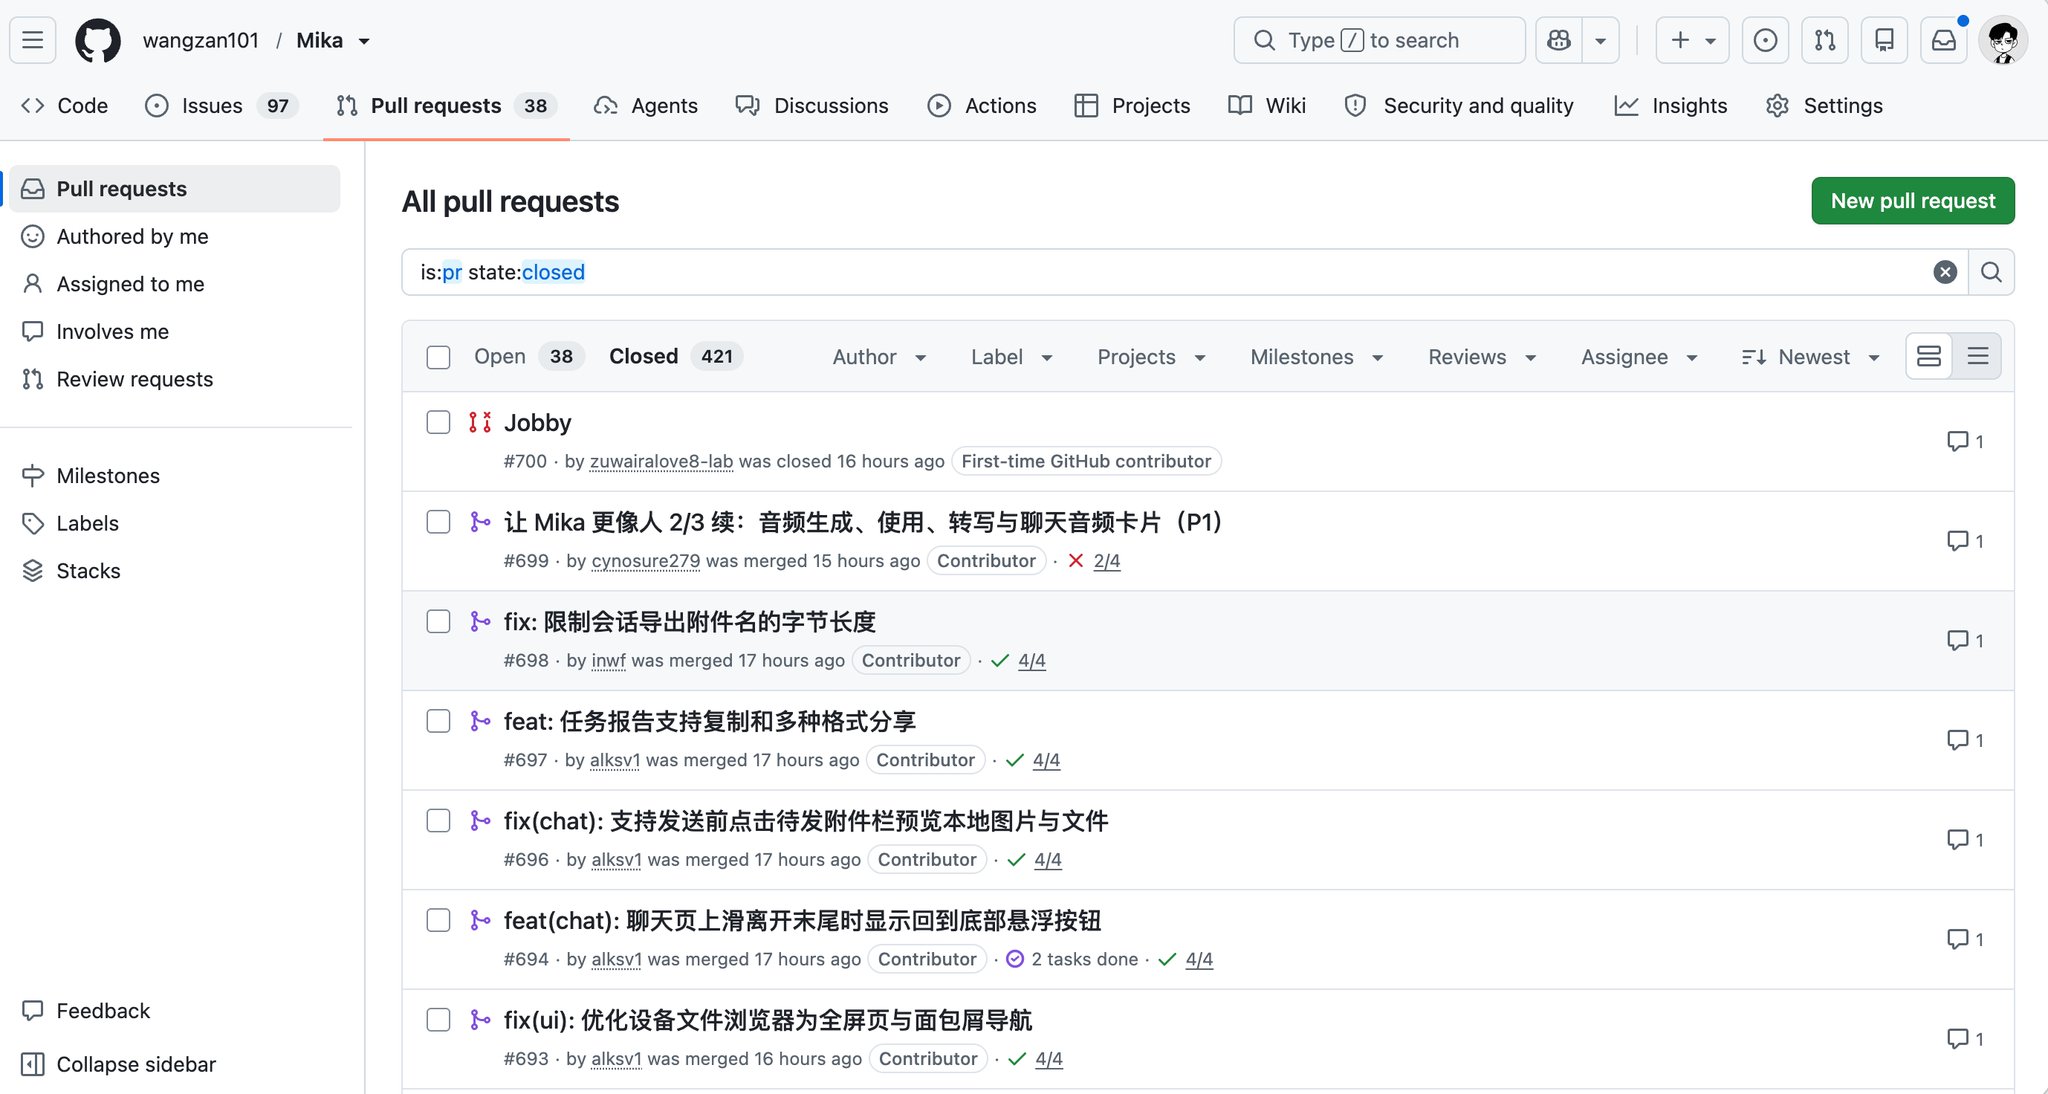 wangzan101 / Mika
Type / to search
Code
Issues 97
Pull requests 38
Agents
Discussions
Actions
Projects
Wiki
Security and quality
Insights
Settings
Pull requests
Authored by me
Assigned to me
Involves me
Review requests
Milestones
Labels
Stacks
Feedback
Collapse sidebar
All pull requests
New pull request
is:pr state:closed
Open 38 Closed 421 Author Label Projects Milestones Reviews Assignee Newest
Jobby
#700 · by zuwairalove8-lab was closed 16 hours ago First-time GitHub contributor
1
让 Mika 更像人 2/3 续：音频生成、使用、转写与聊天音频卡片（P1）
#699 · by cynosure279 was merged 15 hours ago Contributor · 2/4
1
fix: 限制会话导出附件名的字节长度
#698 · by inwf was merged 17 hours ago Contributor · 4/4
1
feat: 任务报告支持复制和多种格式分享
#697 · by alksv1 was merged 17 hours ago Contributor · 4/4
1
fix(chat): 支持发送前点击待发附件栏预览本地图片与文件
#696 · by alksv1 was merged 17 hours ago Contributor · 4/4
1
feat(chat): 聊天页上滑离开末尾时显示回到底部悬浮按钮
#694 · by alksv1 was merged 17 hours ago Contributor · 2 tasks done · 4/4
1
fix(ui): 优化设备文件浏览器为全屏页与面包屑导航
#693 · by alksv1 was merged 16 hours ago Contributor · 4/4
1